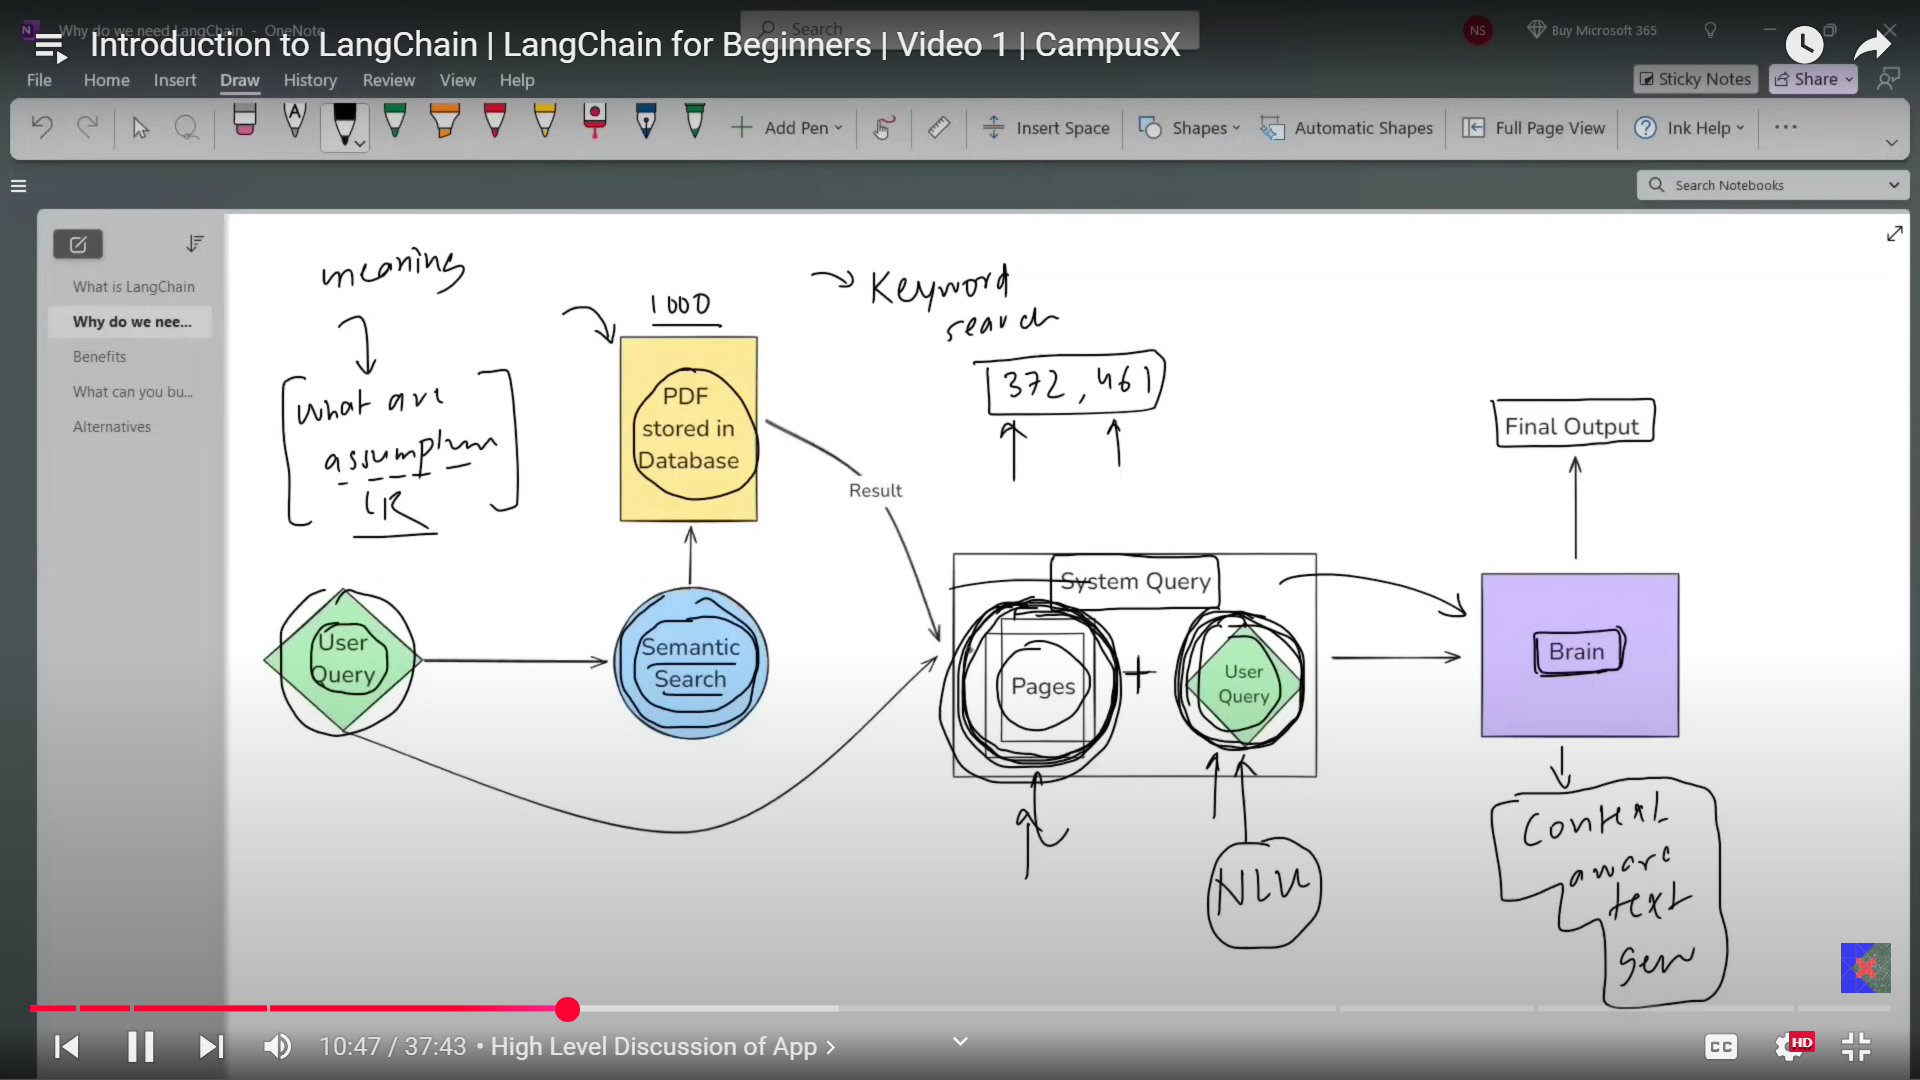 Why do we need LangChain - OneNote
Search
NS
Buy Microsoft 365
Introduction to LangChain | LangChain for Beginners | Video 1 | CampusX
File Home Insert Draw History Review View Help
Sticky Notes
Share
Add Pen
Insert Space
Shapes
Automatic Shapes
Full Page View
Ink Help
Search Notebooks
What is LangChain
Why do we nee...
Benefits
What can you bu...
Alternatives
meaning
what are
LR
1000
PDF
stored in
Database
Keyword
search
372, 461
Result
Final Output
User
Query
Semantic
Search
System Query
Pages
+
User
Query
Brain
NLU
Context
aware
text
gen
10:47 / 37:43 • High Level Discussion of App
CC
HD